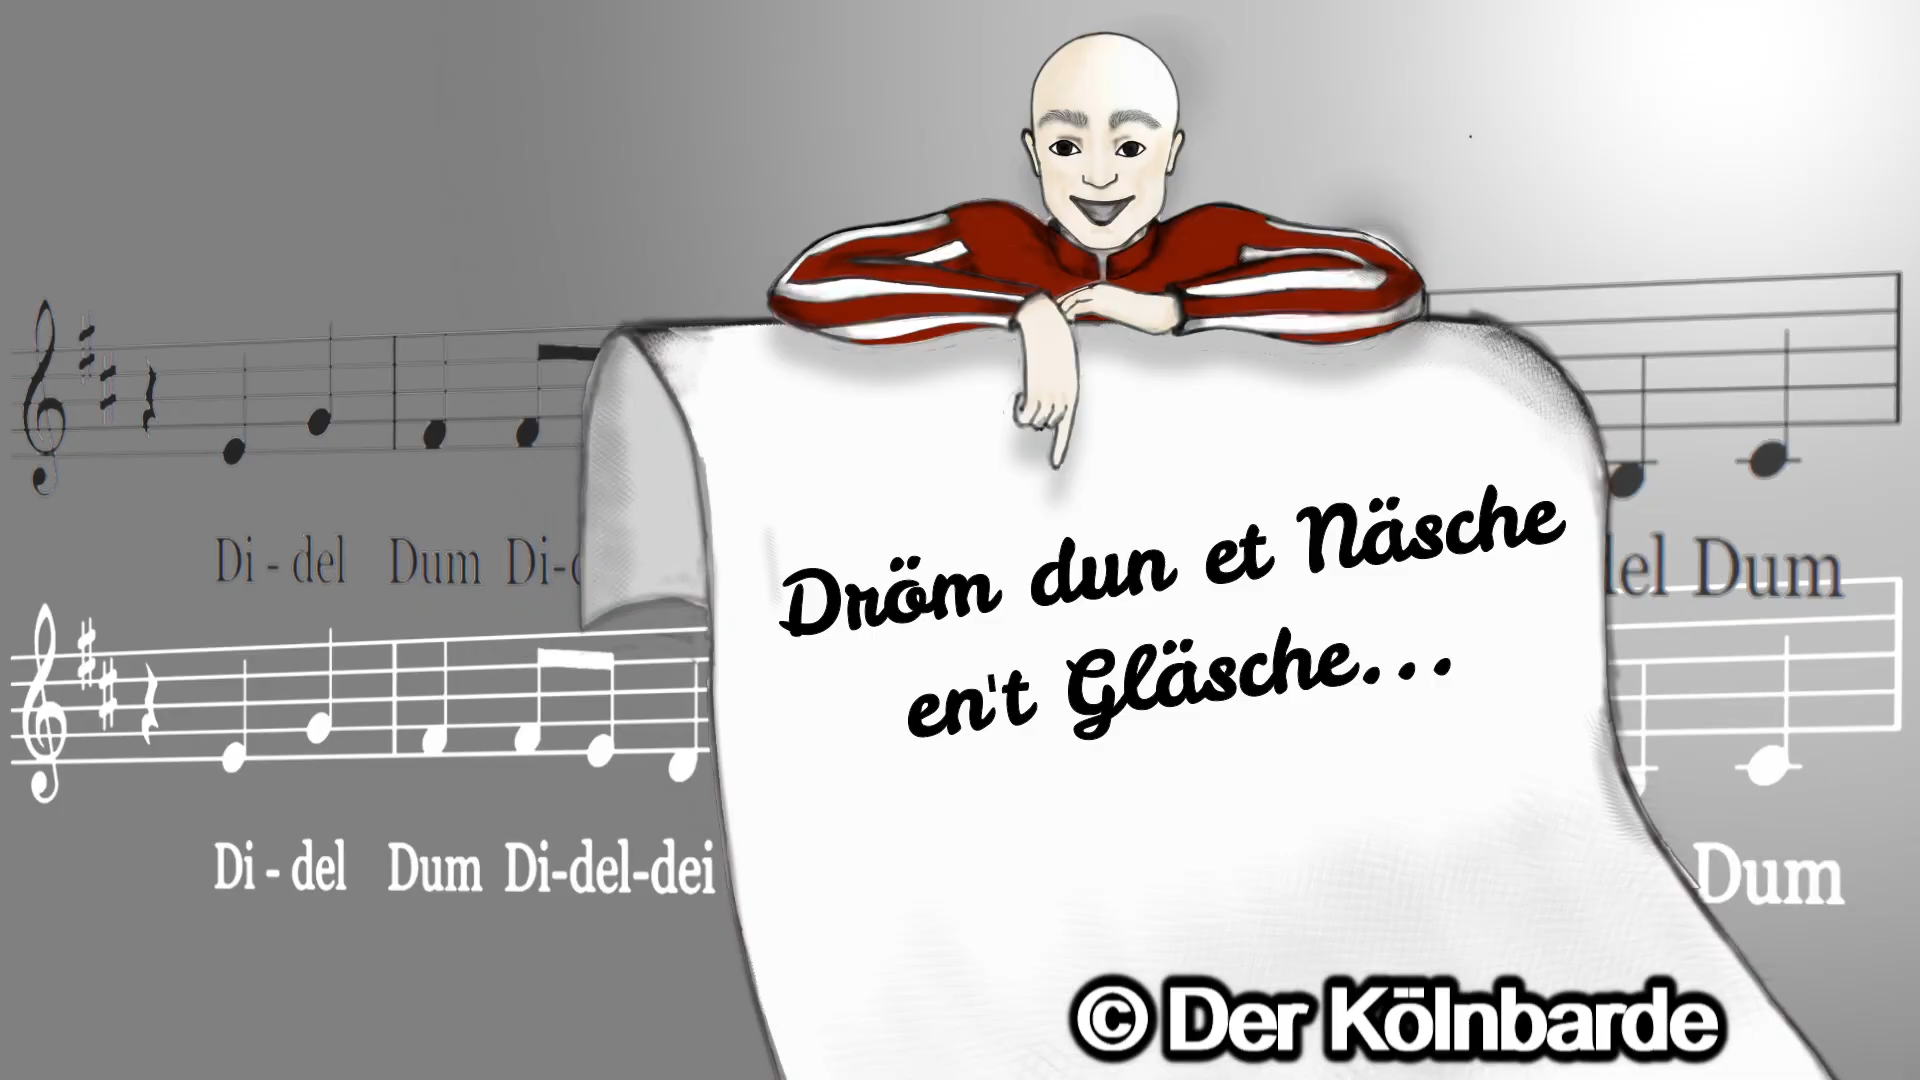 Dröm dun et Näsche
en't Gläsche...
Di - del Dum Di-d
del Dum
Di - del Dum Di-del-dei
Dum
© Der Kölnbarde